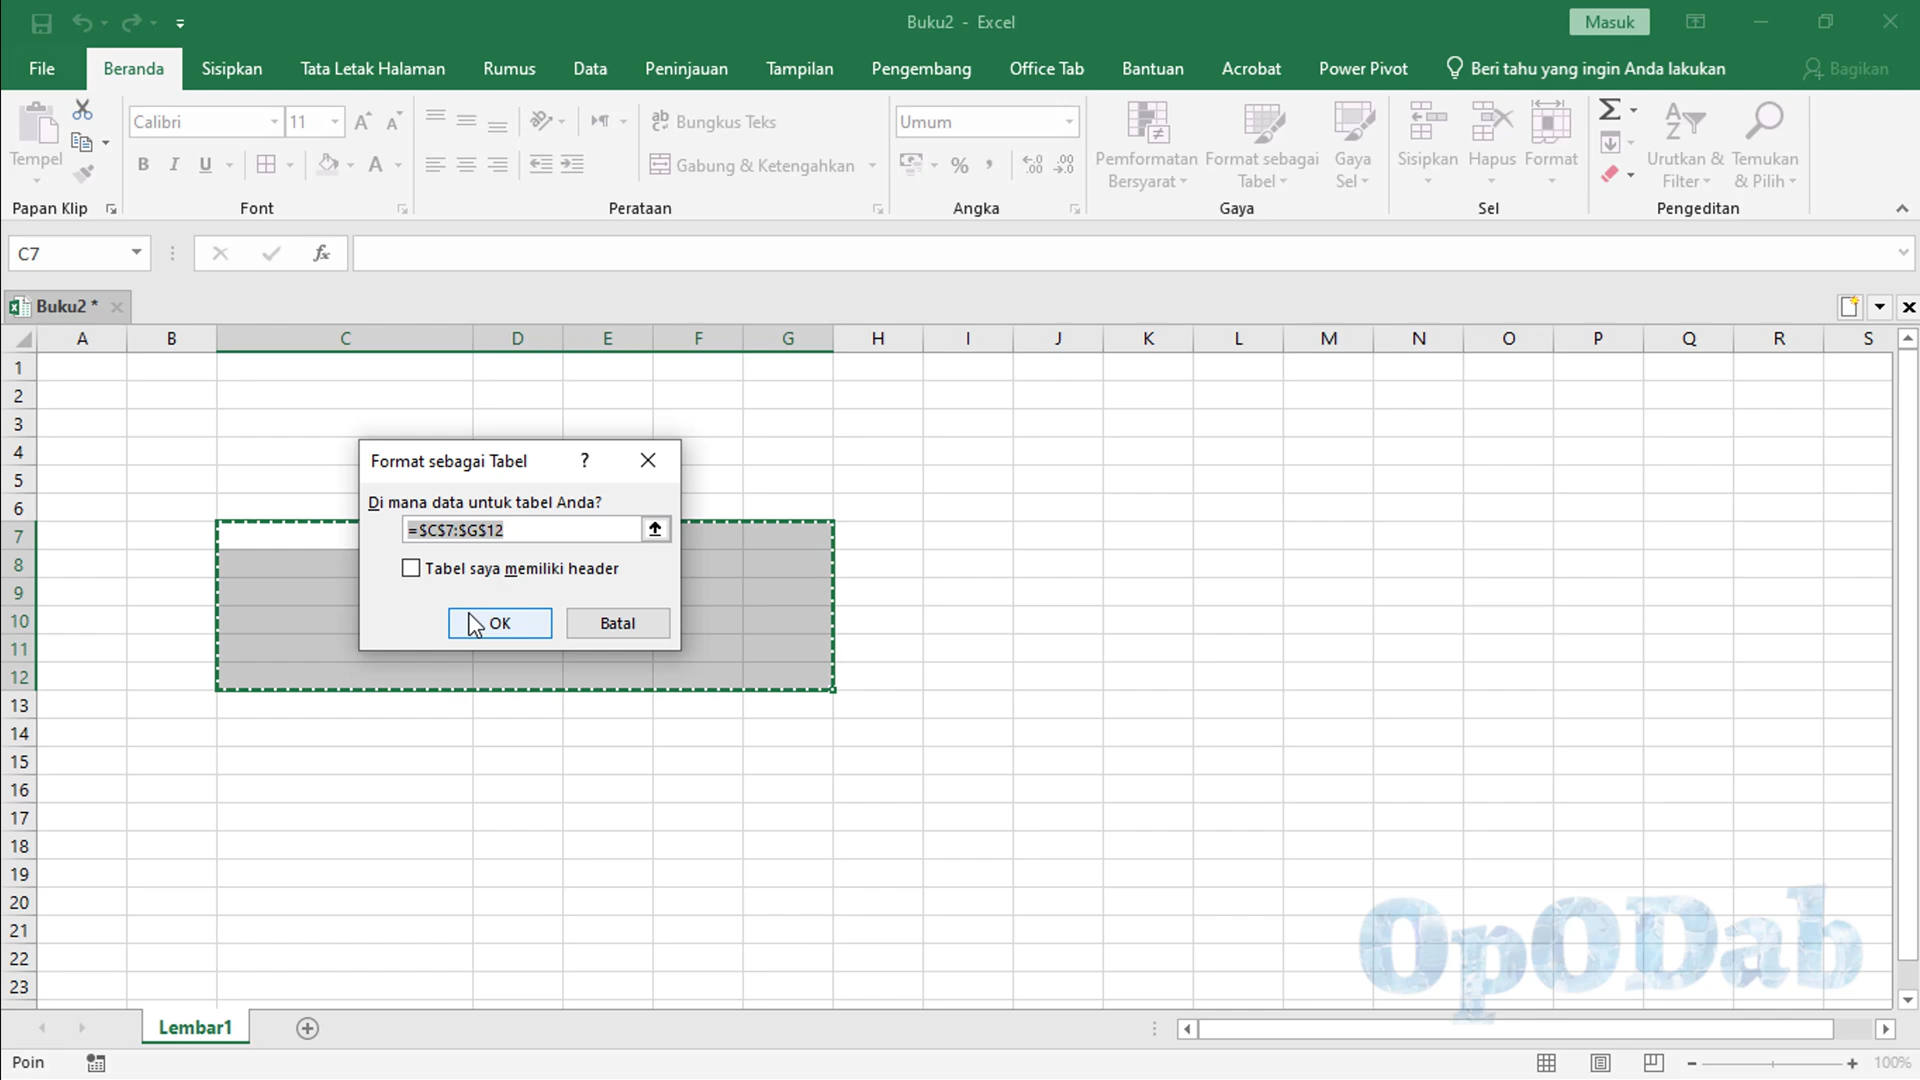 Buku2 - Excel
Masuk
File
Beranda
Sisipkan
Tata Letak Halaman
Rumus
Data
Peninjauan
Tampilan
Pengembang
Office Tab
Bantuan
Acrobat
Power Pivot
Beri tahu yang ingin Anda lakukan
Bagikan
Tempel
Calibri
11
Bungkus Teks
Gabung & Ketengahkan
Umum
Pemformatan Bersyarat
Format sebagai Tabel
Gaya Sel
Sisipkan
Hapus
Format
Urutkan & Filter
Temukan & Pilih
Papan Klip
Font
Perataan
Angka
Gaya
Sel
Pengeditan
C7
fx
Buku2 *
A B C D E F G H I J K L M N O P Q R S
1
2
3
4
5
6
7
8
9
10
11
12
13
14
15
16
17
18
19
20
21
22
23
Format sebagai Tabel
?
Di mana data untuk tabel Anda?
=$C$7:$G$12
Tabel saya memiliki header
OK
Batal
OpODab
Lembar1
Poin
100%